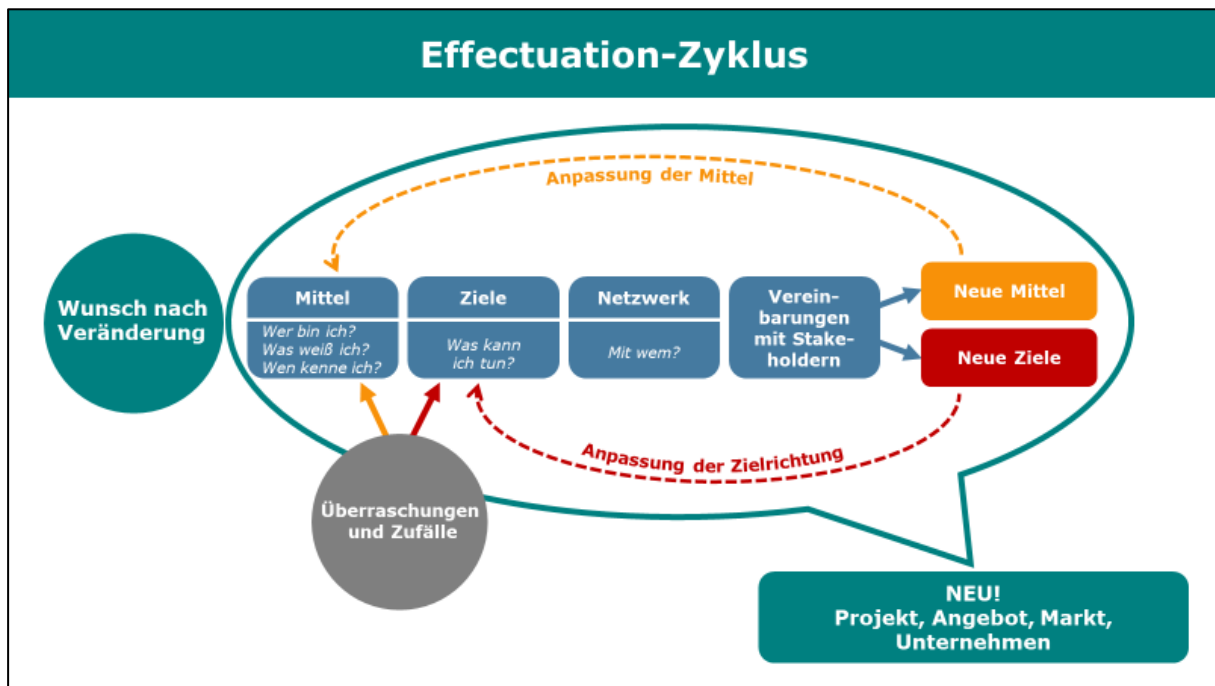 Effectuation-Zyklus
Anpassung der Mittel
Wunsch nach
Veränderung
Mittel
Wer bin ich?
Was weiß ich?
Wen kenne ich?
Ziele
Was kann
ich tun?
Netzwerk
Mit wem?
Verein-
barungen
mit Stake-
holdern
Neue Mittel
Neue Ziele
Anpassung der Zielrichtung
Überraschungen
und Zufälle
NEU!
Projekt, Angebot, Markt,
Unternehmen